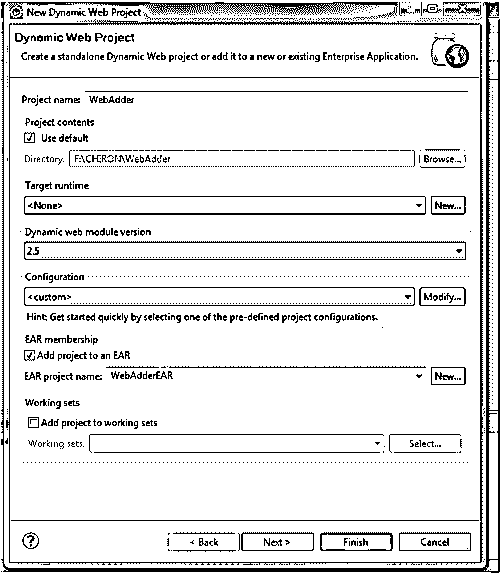 New Dynamic Web Project
Dynamic Web Project
Create a standalone Dynamic Web project or add it to a new or existing Enterprise Application.
Project name: WebAdder
Project contents
Use default
Directory: F:\CHIRON\WebAdder Browse...
Target runtime
<None> New...
Dynamic web module version
2.5
Configuration
<custom> Modify...
Hint: Get started quickly by selecting one of the pre-defined project configurations.
EAR membership
Add project to an EAR
EAR project name: WebAdderEAR New...
Working sets
Add project to working sets
Working sets: Select...
? < Back Next > Finish Cancel